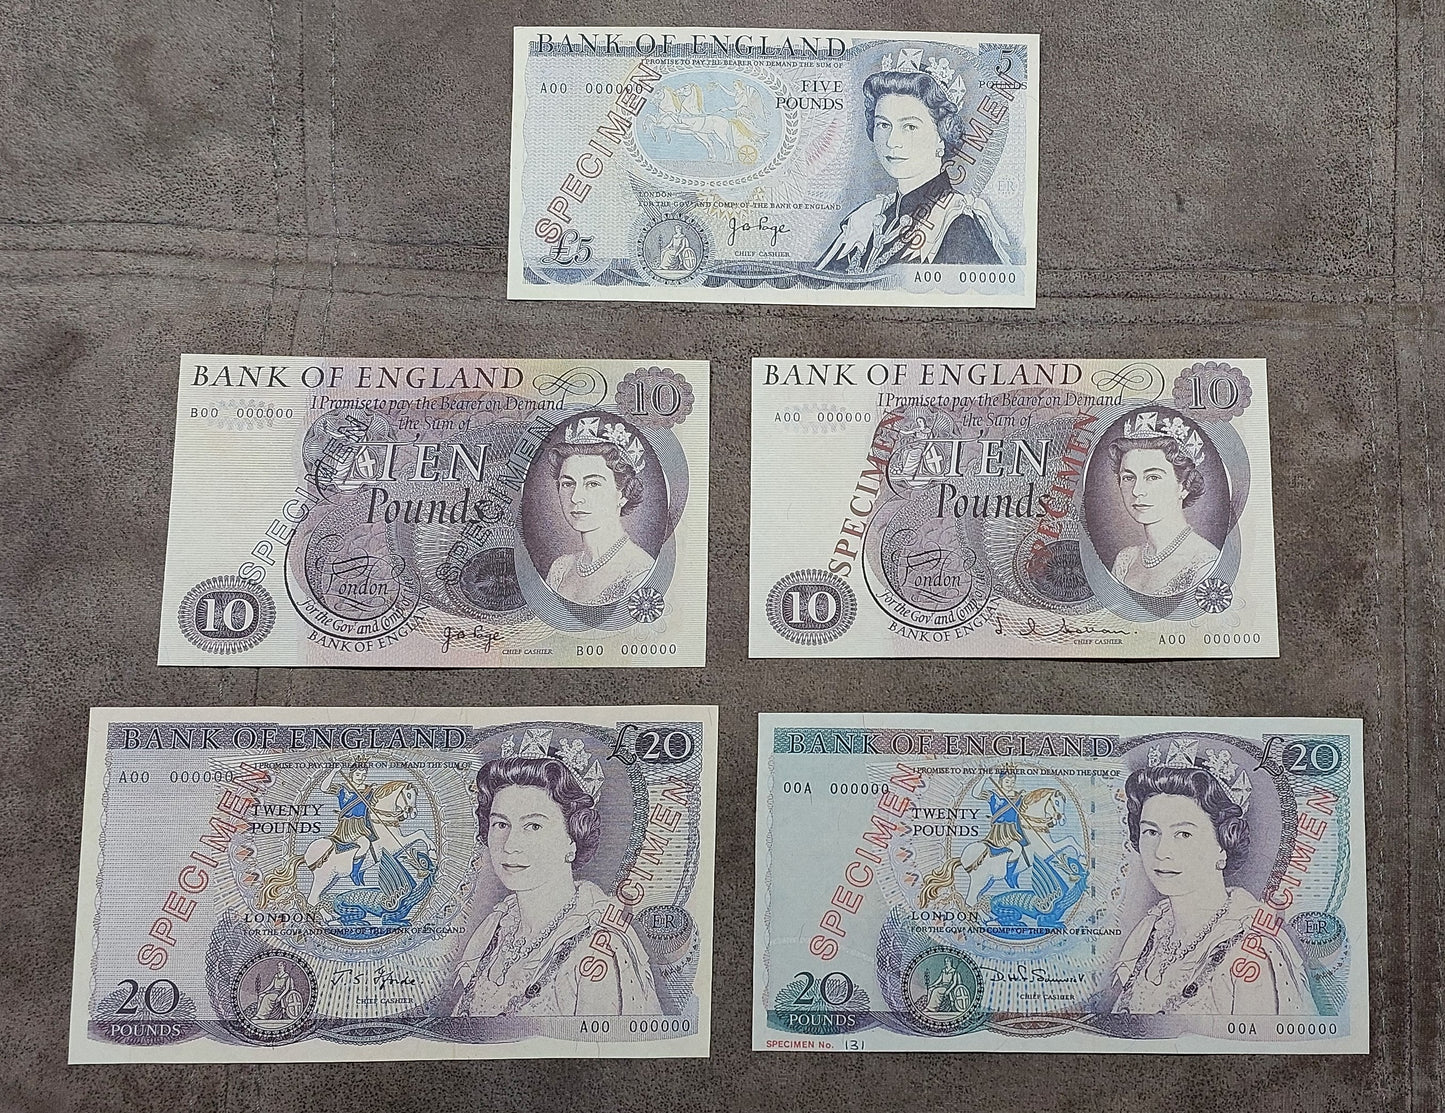 BANK OF ENGLAND
I PROMISE TO PAY THE BEARER ON DEMAND THE SUM OF
5
POUNDS
A00 000000
FIVE
POUNDS
SPECIMEN
SPECIMEN
ER
LONDON
FOR THE GOVR AND COMPA OF THE BANK OF ENGLAND
£5
J B Page
CHIEF CASHIER
A00 000000
BANK OF ENGLAND
10
I Promise to pay the Bearer on Demand
the Sum of
B00 000000
TEN
Pounds
SPECIMEN
SPECIMEN
London
for the Govr and Compa
BANK OF ENGLAND
10
J B Page
CHIEF CASHIER
B00 000000
BANK OF ENGLAND
10
I Promise to pay the Bearer on Demand
the Sum of
A00 000000
TEN
Pounds
SPECIMEN
SPECIMEN
London
for the Govr and Compa
BANK OF ENGLAND
10
CHIEF CASHIER
A00 000000
BANK OF ENGLAND
£20
I PROMISE TO PAY THE BEARER ON DEMAND THE SUM OF
A00 000000
TWENTY
POUNDS
SPECIMEN
SPECIMEN
LONDON
FOR THE GOVR AND COMPA OF THE BANK OF ENGLAND
ER
20
POUNDS
CHIEF CASHIER
A00 000000
BANK OF ENGLAND
£20
I PROMISE TO PAY THE BEARER ON DEMAND THE SUM OF
00A 000000
TWENTY
POUNDS
SPECIMEN
SPECIMEN
LONDON
FOR THE GOVR AND COMPA OF THE BANK OF ENGLAND
ER
20
POUNDS
CHIEF CASHIER
00A 000000
SPECIMEN No. 131